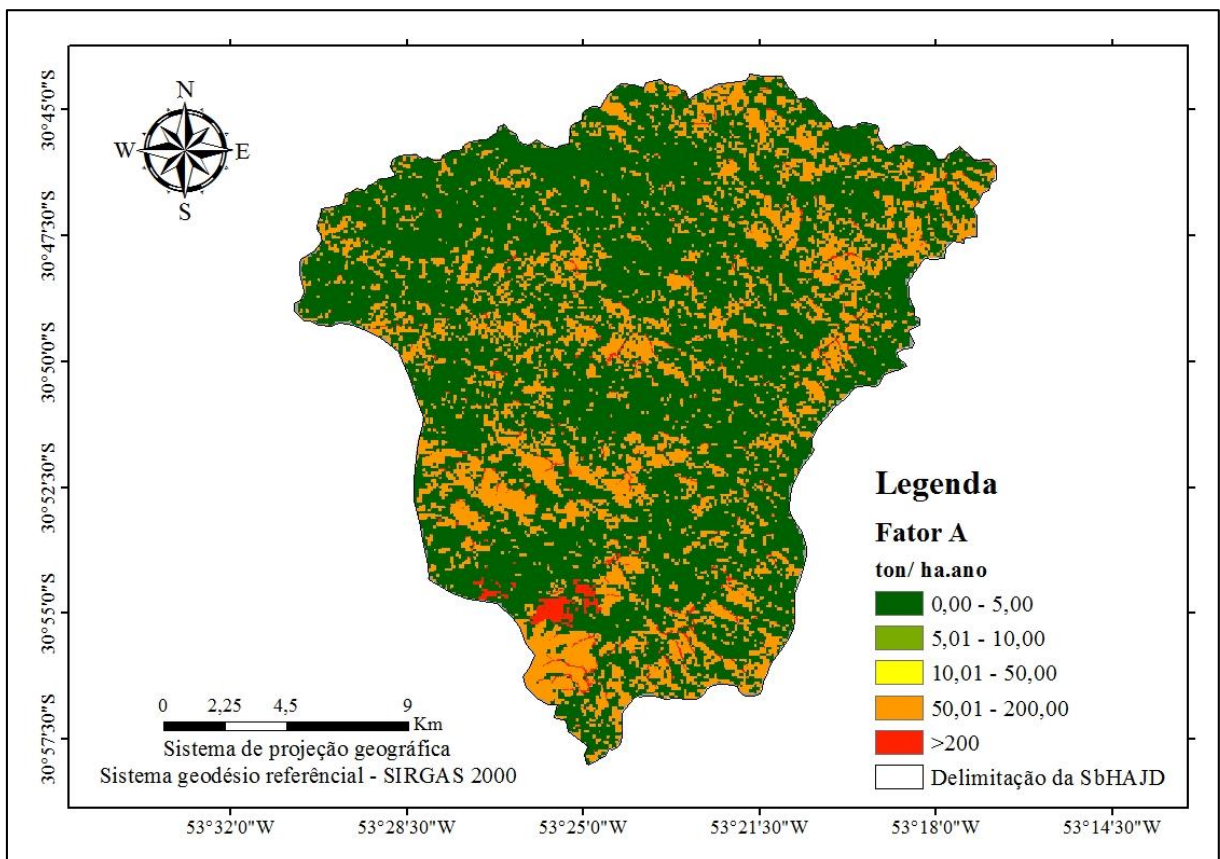 N
W E
S
30°45'0"S
30°47'30"S
30°50'0"S
30°52'30"S
30°55'0"S
30°57'30"S
Legenda
Fator A
ton/ ha.ano
0,00 - 5,00
5,01 - 10,00
10,01 - 50,00
50,01 - 200,00
>200
Delimitação da SbHAJD
0 2,25 4,5 9
Km
Sistema de projeção geográfica
Sistema geodésio referêncial - SIRGAS 2000
53°32'0"W 53°28'30"W 53°25'0"W 53°21'30"W 53°18'0"W 53°14'30"W